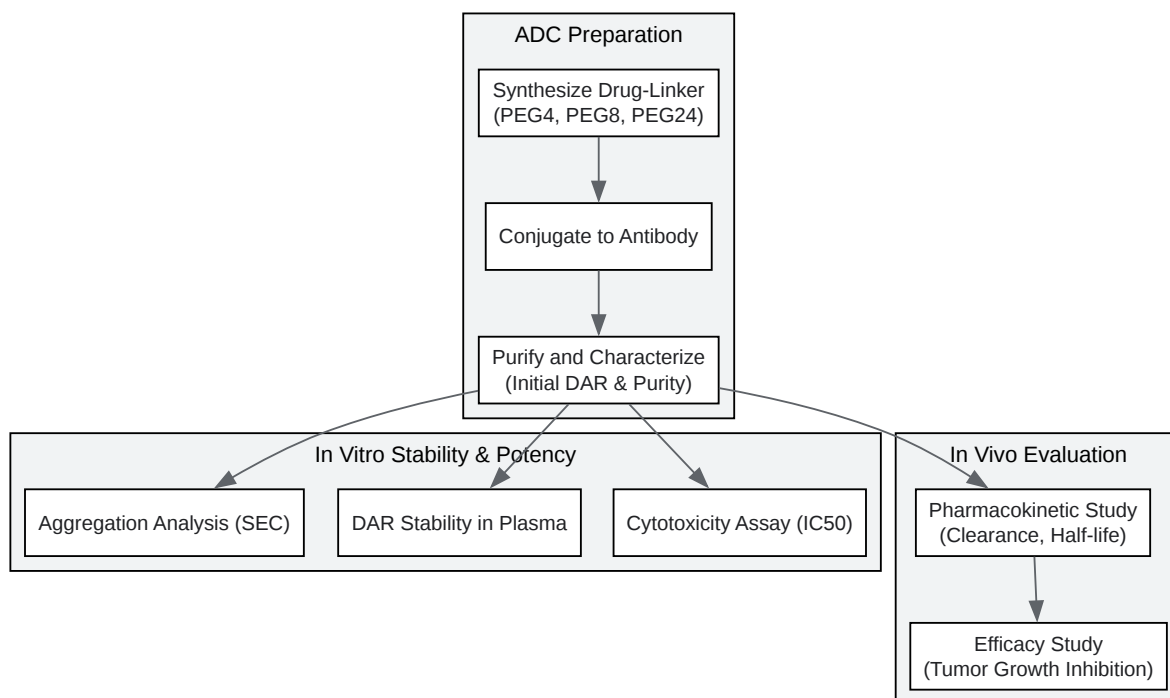 ADC Preparation
Synthesize Drug-Linker
(PEG4, PEG8, PEG24)
Conjugate to Antibody
Purify and Characterize
(Initial DAR & Purity)
In Vitro Stability & Potency
Aggregation Analysis (SEC)
DAR Stability in Plasma
Cytotoxicity Assay (IC50)
In Vivo Evaluation
Pharmacokinetic Study
(Clearance, Half-life)
Efficacy Study
(Tumor Growth Inhibition)